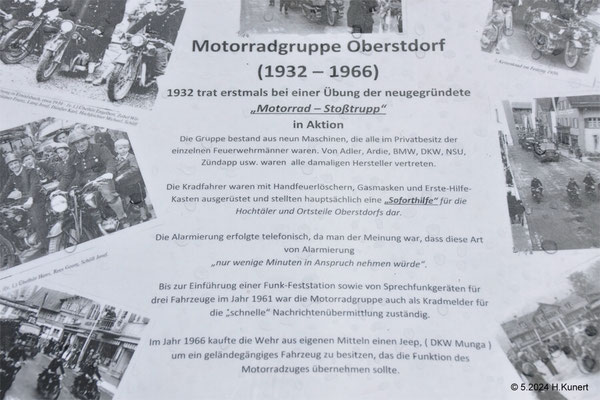 Motorradgruppe Oberstdorf
(1932 – 1966)
1932 trat erstmals bei einer Übung der neugegründete
„Motorrad – Stoßtrupp“
in Aktion
Die Gruppe bestand aus neun Maschinen, die alle im Privatbesitz der
einzelnen Feuerwehrmänner waren. Von Adler, Ardie, BMW, DKW, NSU,
Zündapp usw. waren alle damaligen Hersteller vertreten.
Die Kradfahrer waren mit Handfeuerlöschern, Gasmasken und Erste-Hilfe-
Kasten ausgerüstet und stellten hauptsächlich eine „Soforthilfe“ für die
Hochtäler und Ortsteile Oberstdorfs dar.
Die Alarmierung erfolgte telefonisch, da man der Meinung war, dass diese Art
von Alarmierung
„nur wenige Minuten in Anspruch nehmen würde“.
Bis zur Einführung einer Funk-Feststation sowie von Sprechfunkgeräten für
drei Fahrzeuge im Jahr 1961 war die Motorradgruppe auch als Kradmelder für
die „schnelle“ Nachrichtenübermittlung zuständig.
Im Jahr 1966 kaufte die Wehr aus eigenen Mitteln einen Jeep, ( DKW Munga )
um ein geländegängiges Fahrzeug zu besitzen, das die Funktion des
Motorradzuges übernehmen sollte.
© 5.2024 H.Kunert